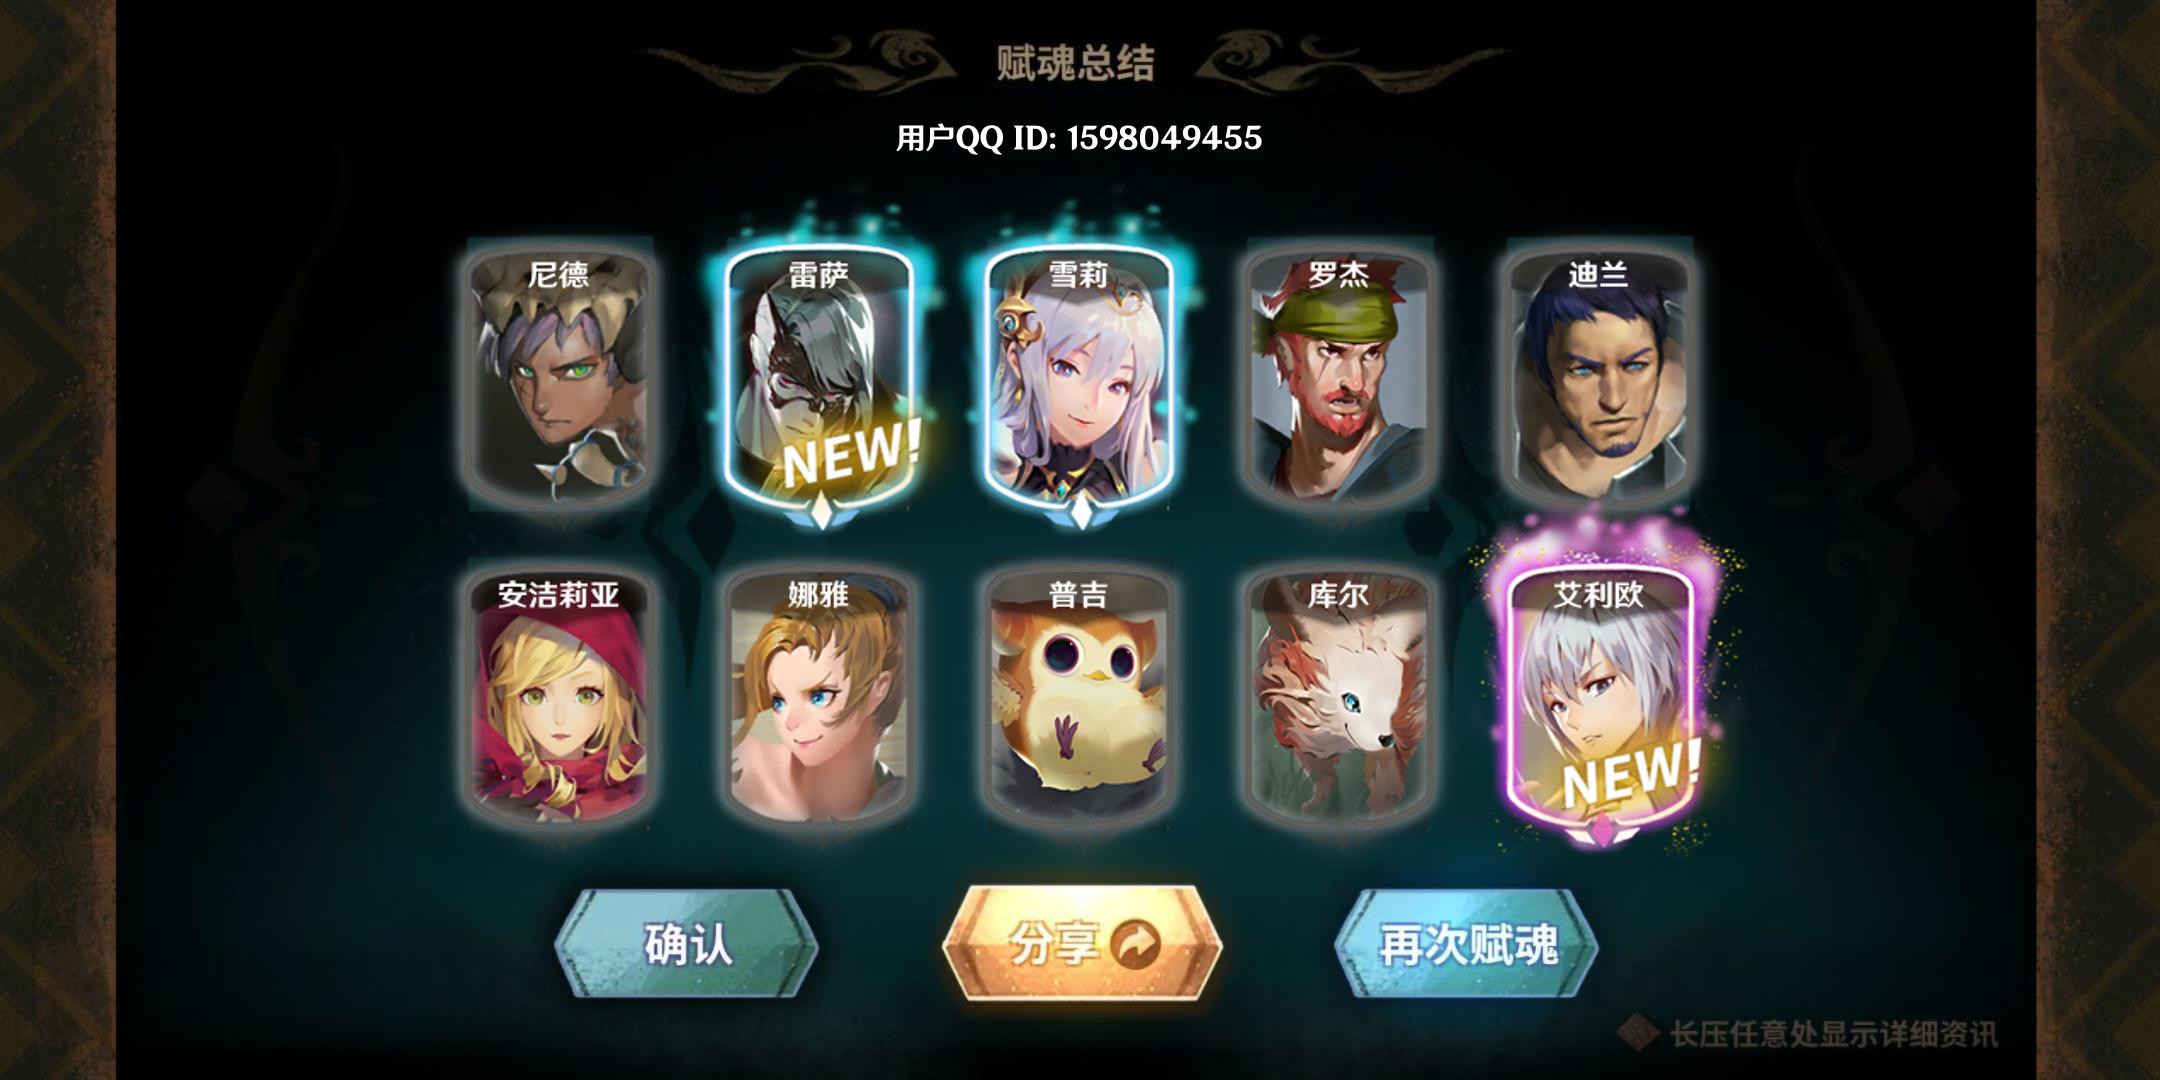 赋魂总结
用户QQ ID: 1598049455
尼德
雷萨
雪莉
罗杰
迪兰
NEW!
安洁莉亚
娜雅
普吉
库尔
艾利欧
NEW!
确认
分享
再次赋魂
长压任意处显示详细资讯